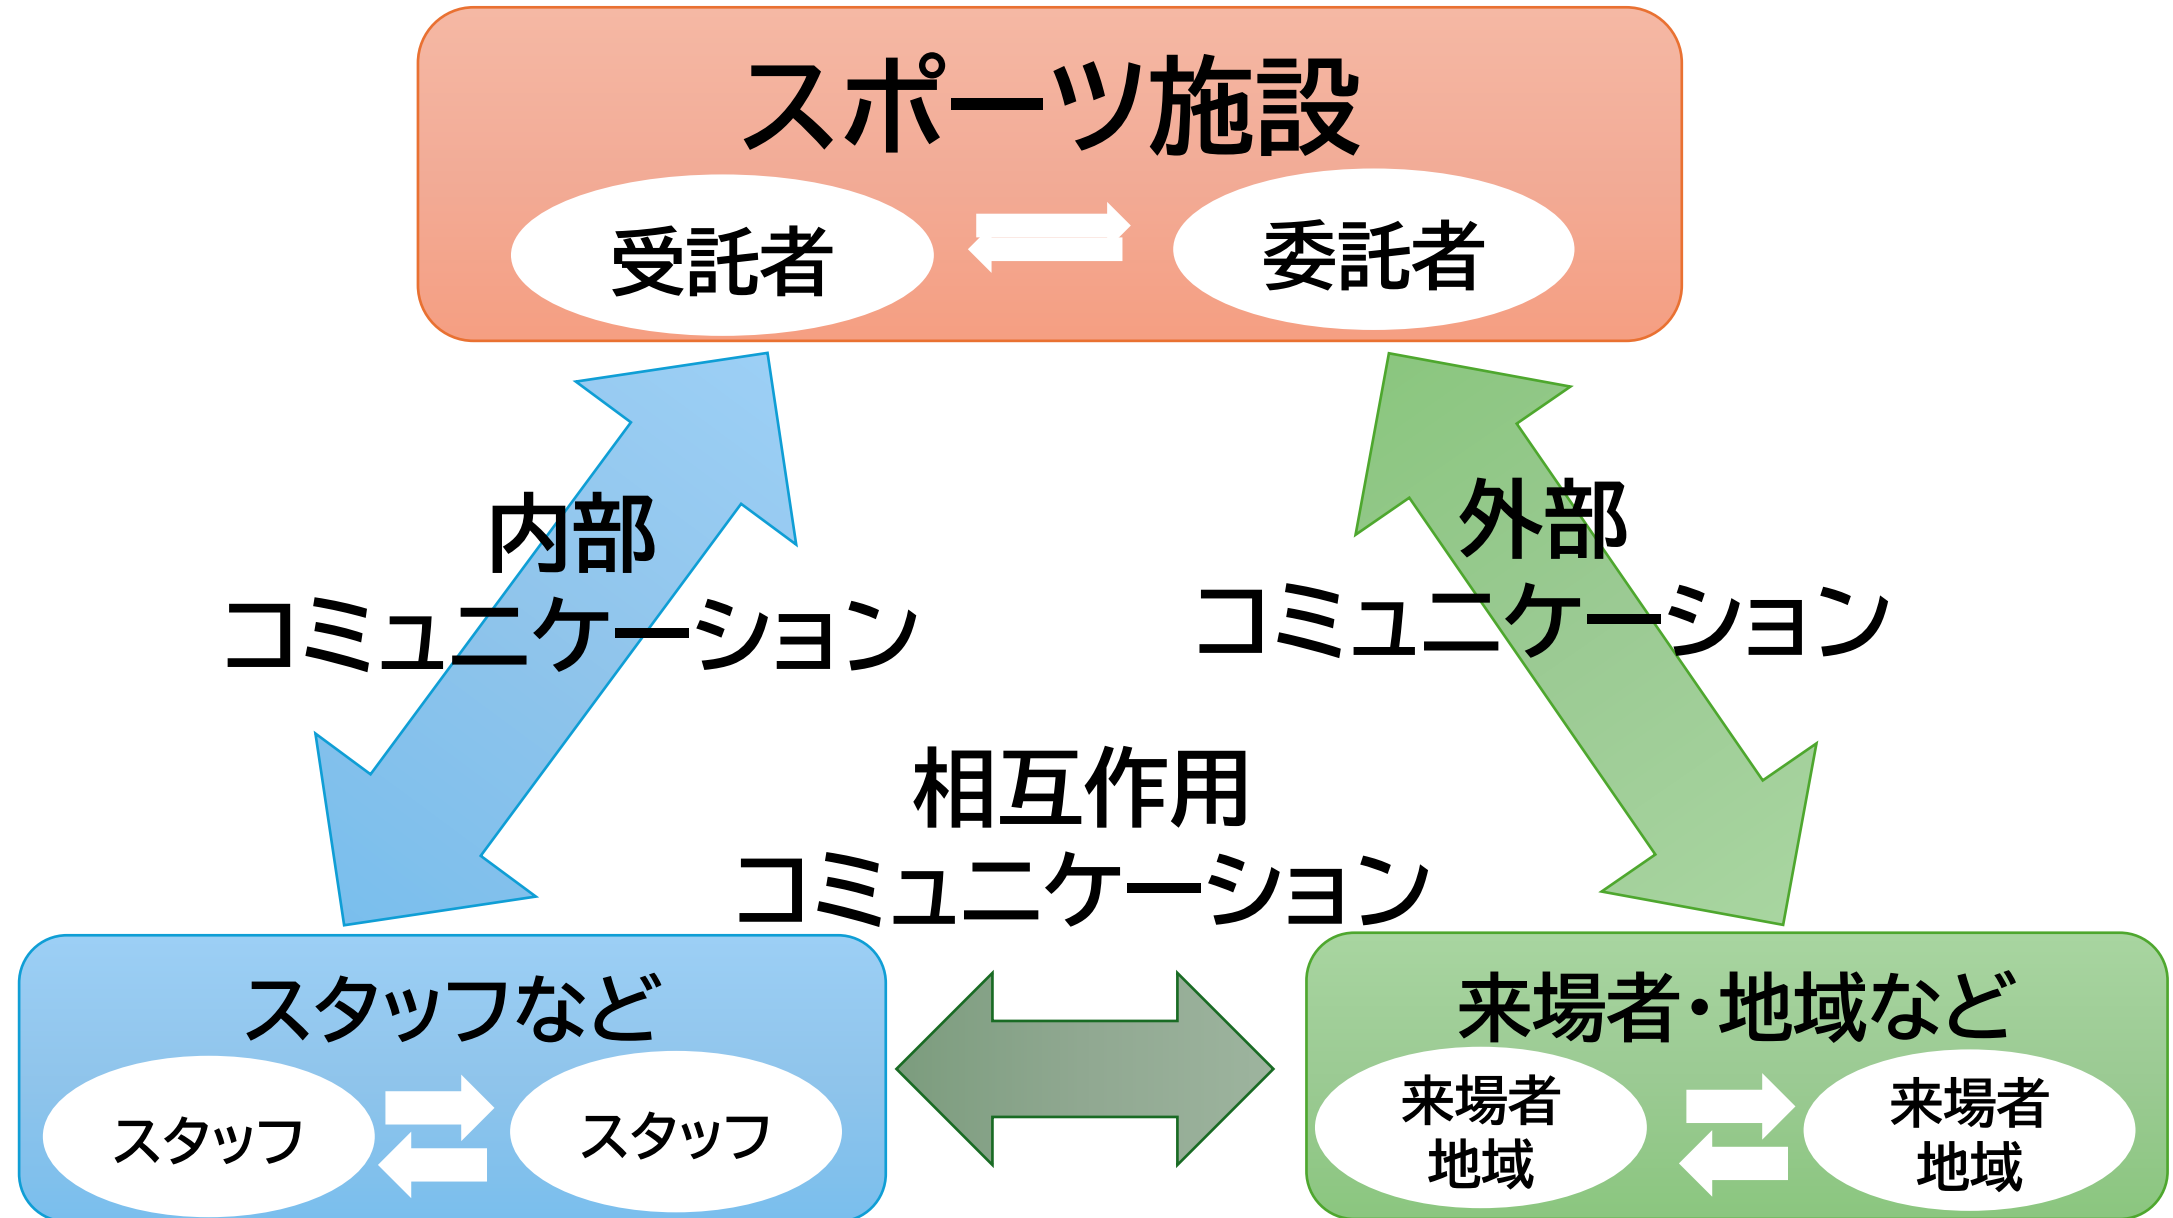 スポーツ施設
受託者
委託者
内部
コミュニケーション
外部
コミュニケーション
相互作用
コミュニケーション
スタッフなど
スタッフ
スタッフ
来場者・地域など
来場者
地域
来場者
地域